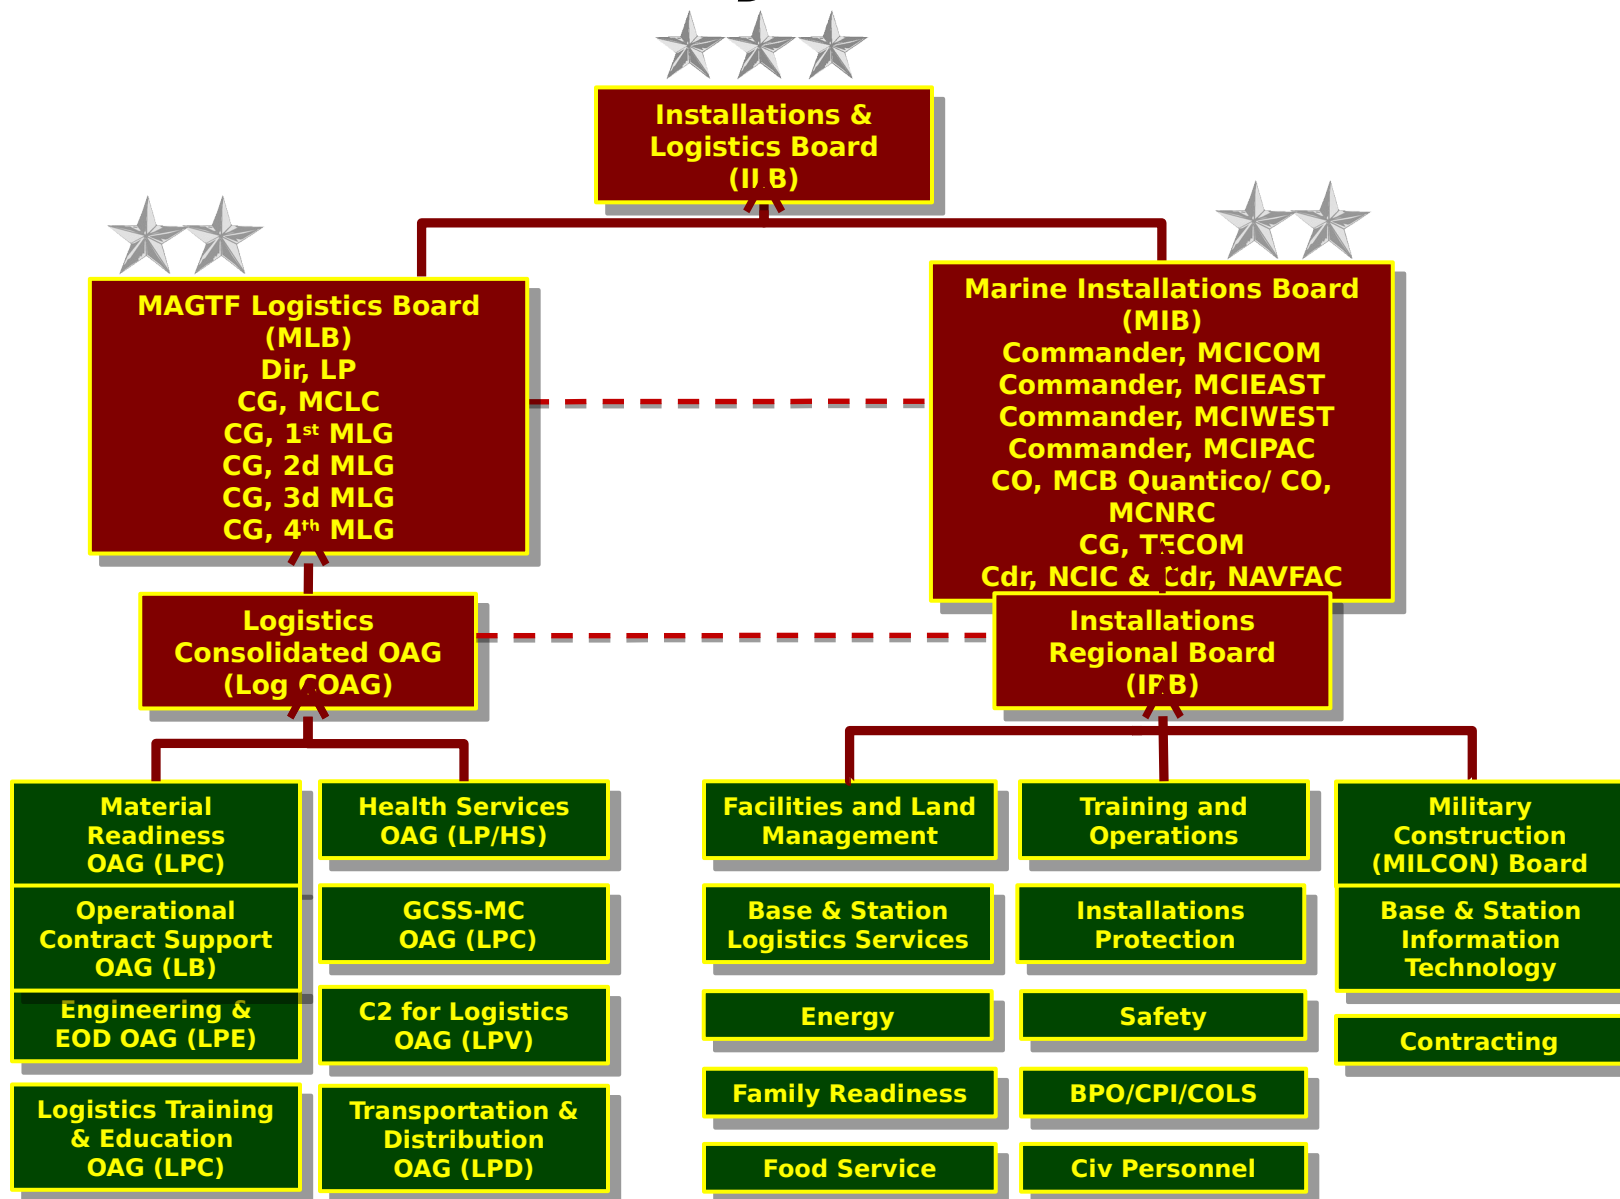 Installations &
Logistics Board
(ILB)
MAGTF Logistics Board
(MLB)
Dir, LP
CG, MCLC
CG, 1st MLG
CG, 2d MLG
CG, 3d MLG
CG, 4th MLG
Marine Installations Board
(MIB)
Commander, MCICOM
Commander, MCIEAST
Commander, MCIWEST
Commander, MCIPAC
CO, MCB Quantico/ CO,
MCNRC
CG, TECOM
Cdr, NCIC & Cdr, NAVFAC
Logistics
Consolidated OAG
(Log COAG)
Installations
Regional Board
(IRB)
Material
Readiness
OAG (LPC)
Operational
Contract Support
OAG (LB)
Engineering &
EOD OAG (LPE)
Logistics Training
& Education
OAG (LPC)
Health Services
OAG (LP/HS)
GCSS-MC
OAG (LPC)
C2 for Logistics
OAG (LPV)
Transportation &
Distribution
OAG (LPD)
Facilities and Land
Management
Base & Station
Logistics Services
Energy
Family Readiness
Food Service
Training and
Operations
Installations
Protection
Safety
BPO/CPI/COLS
Civ Personnel
Military
Construction
(MILCON) Board
Base & Station
Information
Technology
Contracting